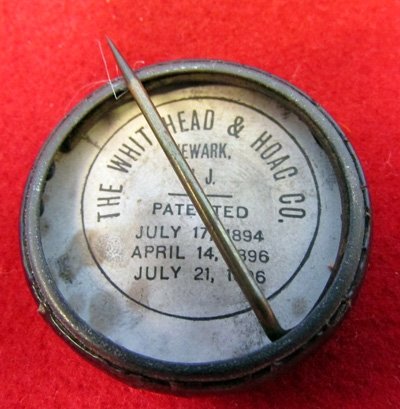 THE WHITEHEAD & HOAG CO.
NEWARK,
N.J.
PATENTED
JULY 17, 1894
APRIL 14, 1896
JULY 21, 1896